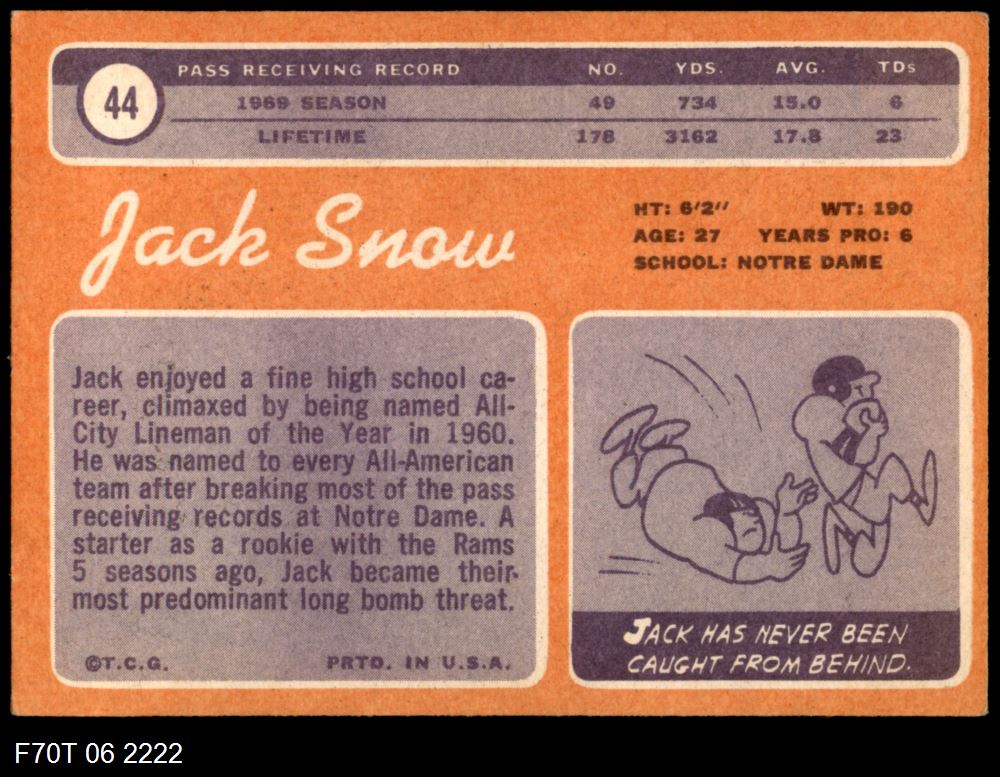 44
PASS RECEIVING RECORD NO. YDS. AVG. TDs
1969 SEASON 49 734 15.0 6
LIFETIME 178 3162 17.8 23
Jack Snow
HT: 6'2" WT: 190
AGE: 27 YEARS PRO: 6
SCHOOL: NOTRE DAME
Jack enjoyed a fine high school ca-
reer, climaxed by being named All-
City Lineman of the Year in 1960.
He was named to every All-American
team after breaking most of the pass
receiving records at Notre Dame. A
starter as a rookie with the Rams
5 seasons ago, Jack became their
most predominant long bomb threat.
©T.C.G. PRTD. IN U.S.A.
JACK HAS NEVER BEEN
CAUGHT FROM BEHIND.
F70T 06 2222